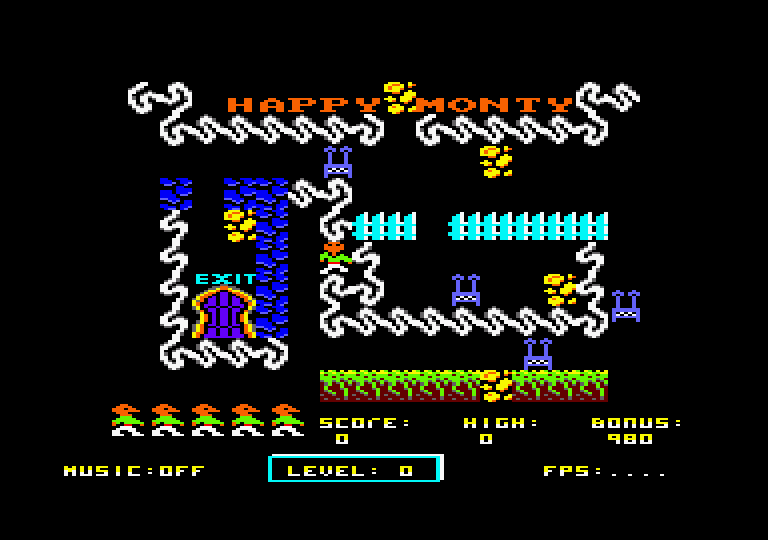 HAPPY MONTY
EXIT
SCOrE: HIGH: BONUS:
0 0 980
MUSIC:OFF LEVEL: 0 FPS:....